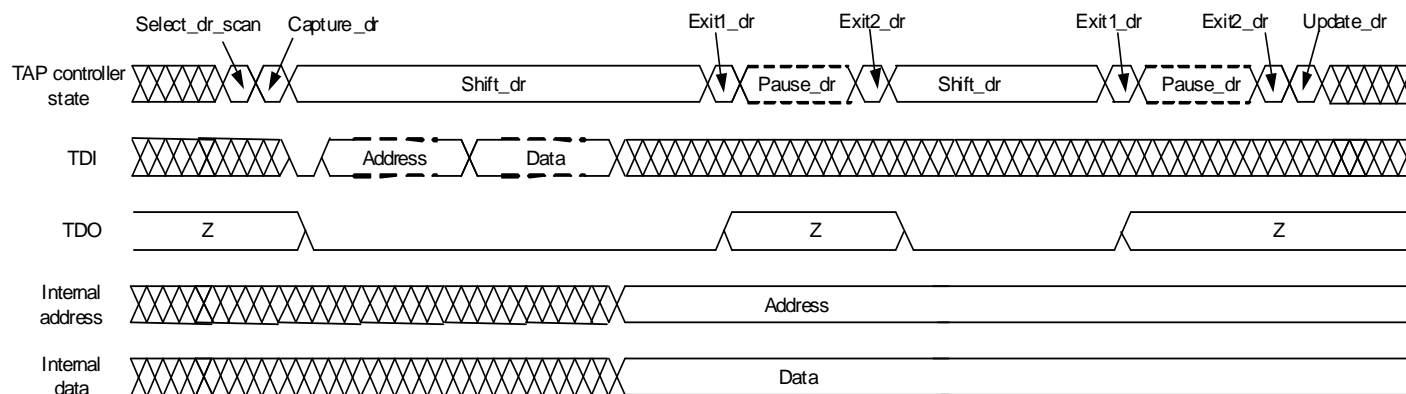 Select_dr_scan Capture_dr Exit1_dr Exit2_dr Exit1_dr Exit2_dr Update_dr
TAP controller
state
Shift_dr Pause_dr Shift_dr Pause_dr
TDI
Address Data
TDO
Z Z Z
Internal
address
Address
Internal
data
Data